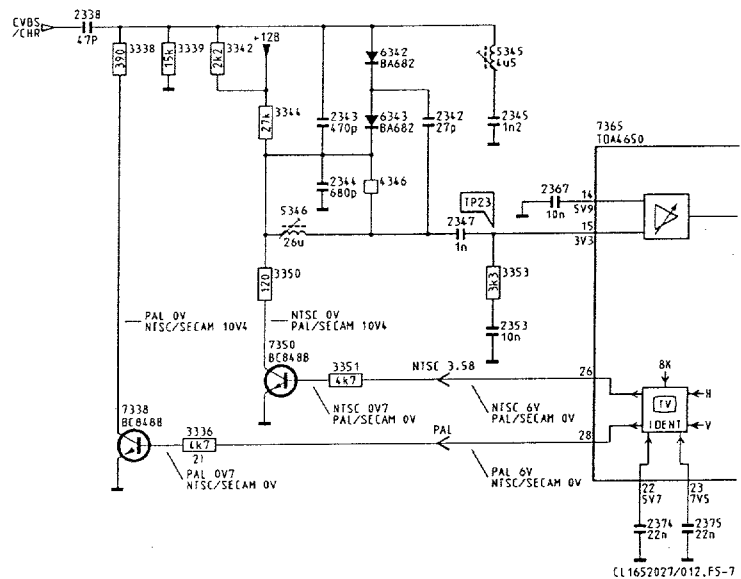 CVBS
/CHR
2338
47P
390
3338
15k
3339
2k2
3342
+12B
6342
BA682
5345
4u5
27k
3344
2343
470p
6343
BA682
2342
27p
2345
1n2
7365
TDA4650
2344
680p
4346
TP23
2367
10n
14
5V9
5346
26u
2347
1n
15
3V3
120
3350
3k3
3353
PAL 0V
NTSC/SECAM 10V4
NTSC 0V
PAL/SECAM 10V4
2353
10n
7350
BC848B
3351
4k7
NTSC 3.58
26
8K
H
TV
IDENT
V
NTSC 0V7
PAL/SECAM 0V
NTSC 6V
PAL/SECAM 0V
7338
BC848B
3336
4k7
2)
PAL
28
PAL 0V7
NTSC/SECAM 0V
PAL 6V
NTSC/SECAM 0V
22
5V7
23
7V5
2374
22n
2375
22n
CL1652027/012.FS-7